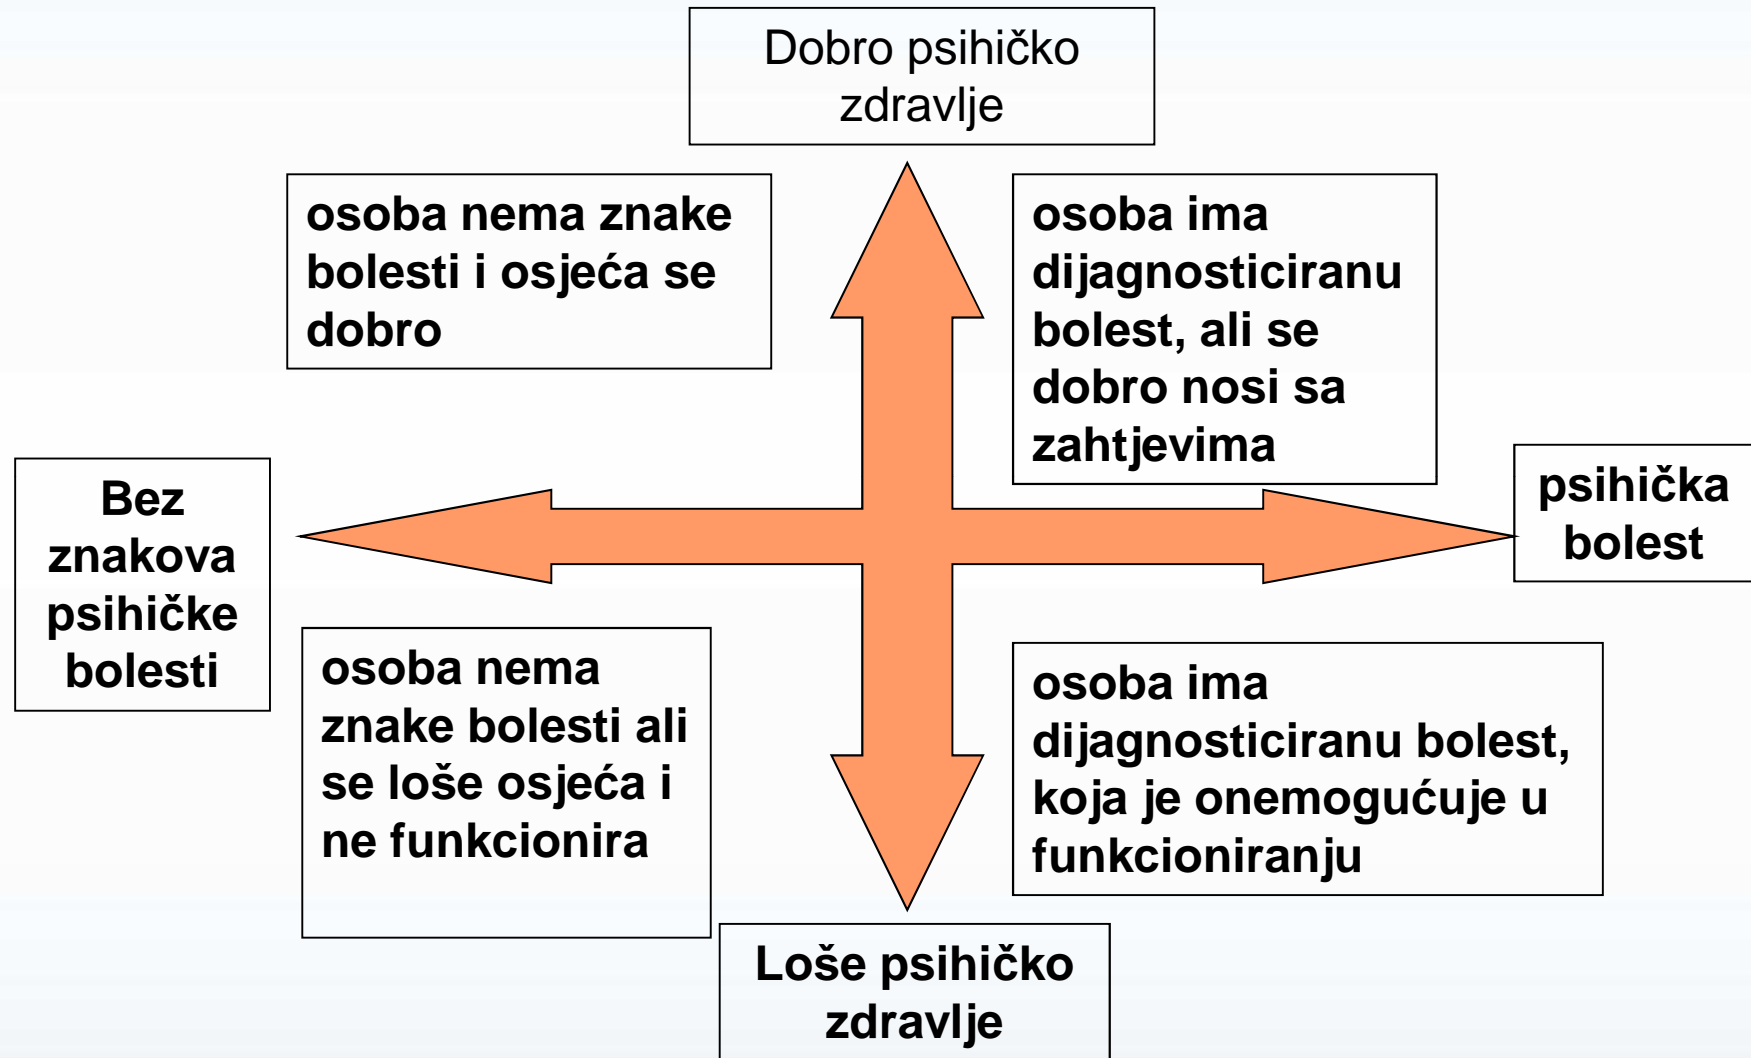 Dobro psihičko
zdravlje
osoba nema znake
bolesti i osjeća se
dobro
osoba ima
dijagnosticiranu
bolest, ali se
dobro nosi sa
zahtjevima
Bez
znakova
psihičke
bolesti
psihička
bolest
osoba nema
znake bolesti ali
se loše osjeća i
ne funkcionira
osoba ima
dijagnosticiranu bolest,
koja je onemogućuje u
funkcioniranju
Loše psihičko
zdravlje